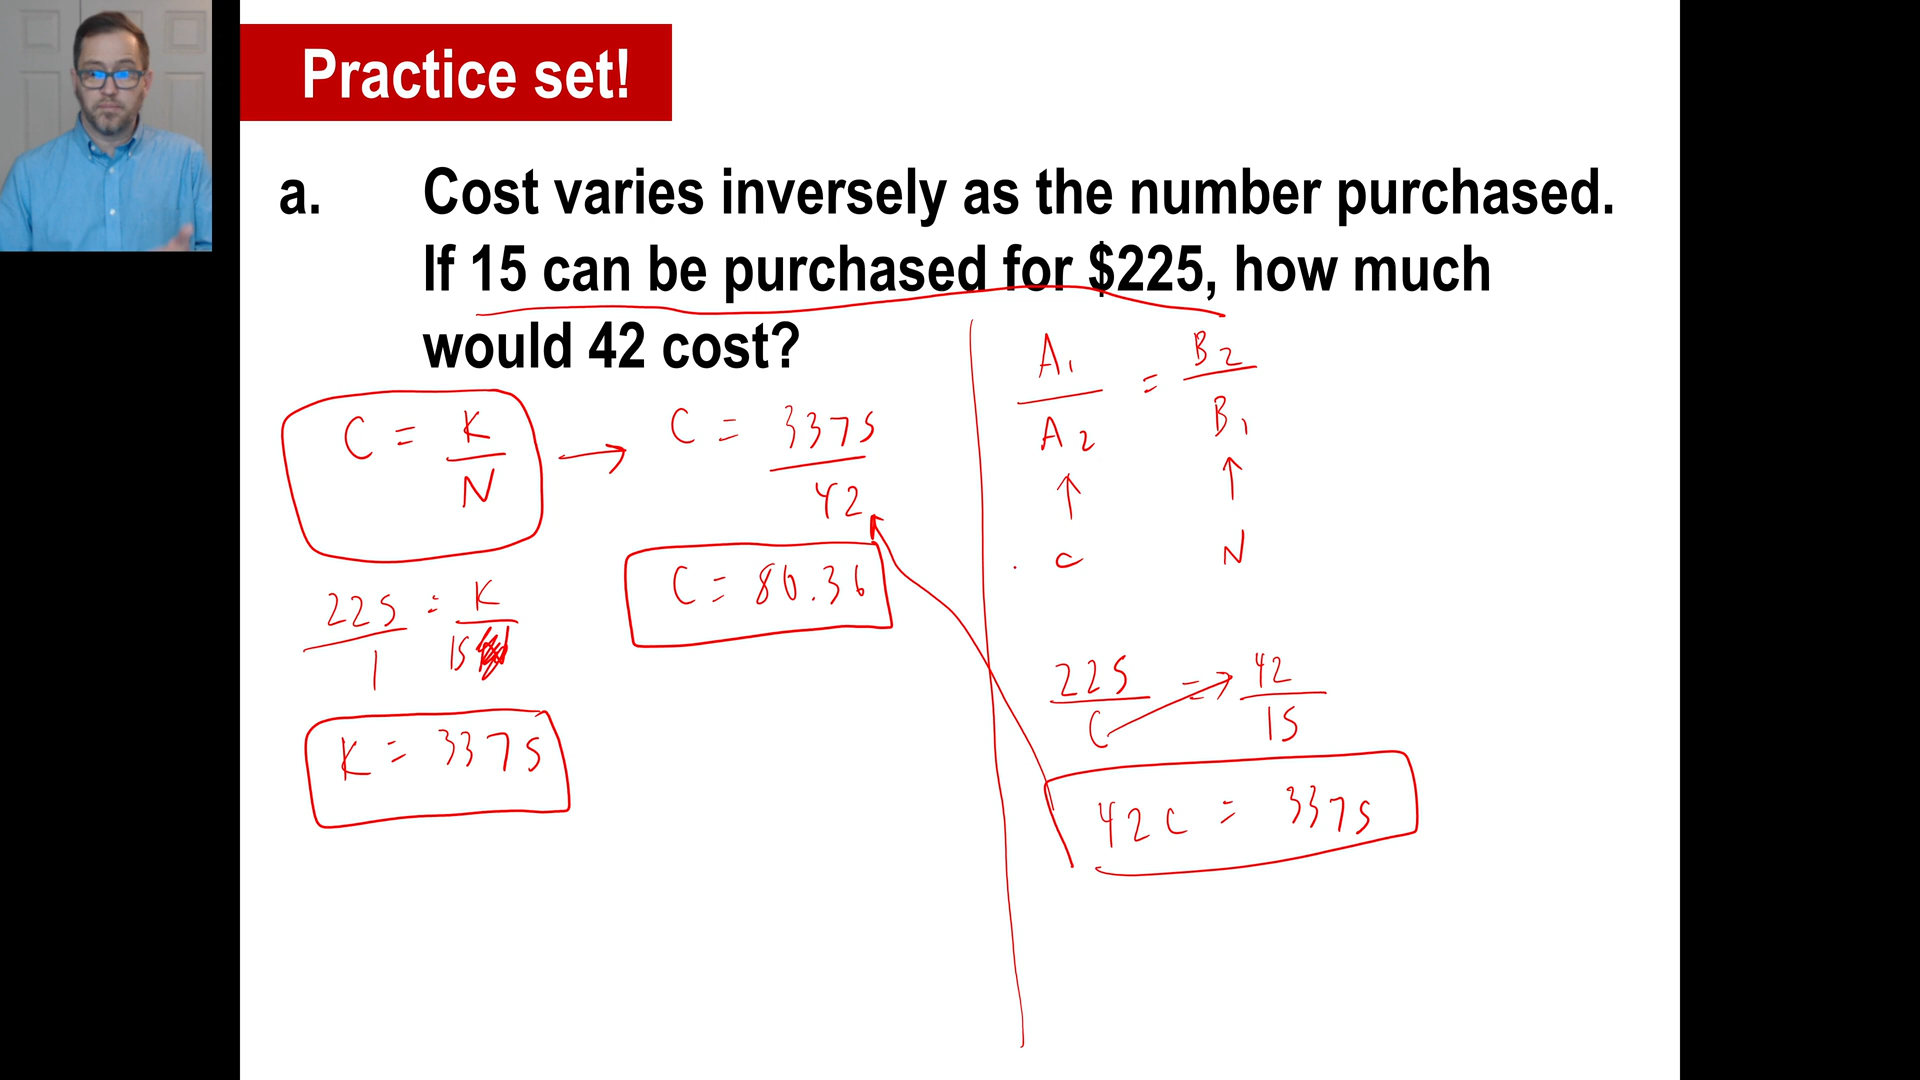 Practice set!
a. Cost varies inversely as the number purchased.
If 15 can be purchased for $225, how much
would 42 cost?
C = K / N → C = 3375 / 42
225 / 1 = K / 15
K = 3375
C = 80.36
A1 / A2 = B2 / B1
↑ ↑
C N
225 / C = 42 / 15
42C = 3375